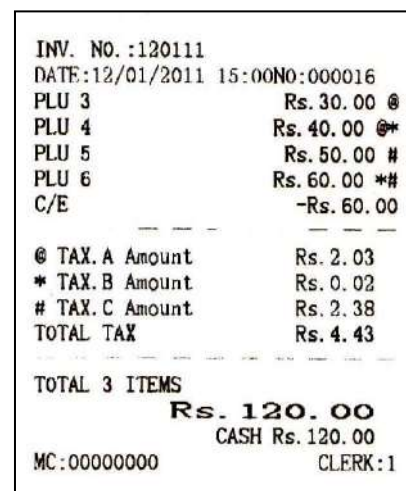 INV. NO.:120111
DATE:12/01/2011 15:00NO:000016
PLU 3 Rs.30.00 @
PLU 4 Rs.40.00 @*
PLU 5 Rs.50.00 #
PLU 6 Rs.60.00 *#
C/E -Rs.60.00
@ TAX.A Amount Rs.2.03
* TAX.B Amount Rs.0.02
# TAX.C Amount Rs.2.38
TOTAL TAX Rs.4.43
TOTAL 3 ITEMS
Rs.120.00
CASH Rs.120.00
MC:00000000 CLERK:1